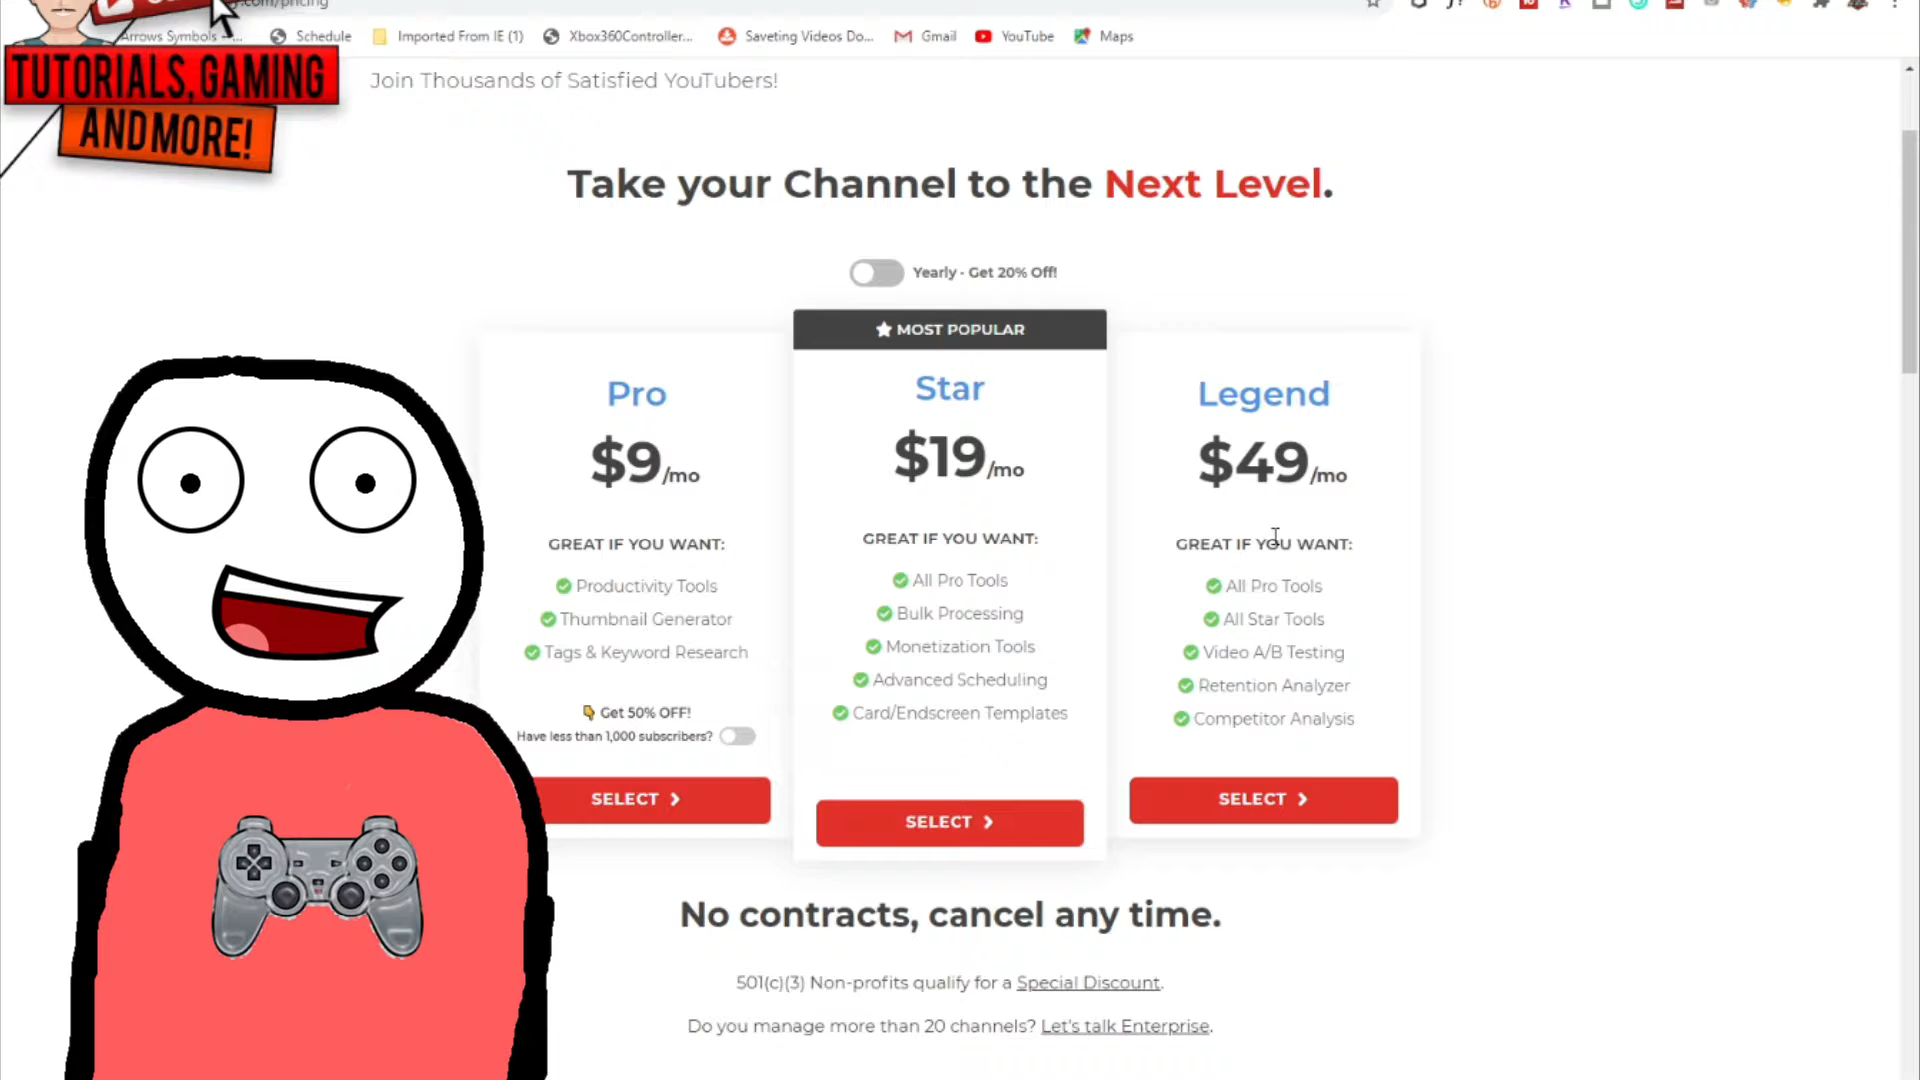 .com/pricing
Arrows Symbols – ...
Schedule
Imported From IE (1)
Xbox360Controller...
Saveting Videos Do...
Gmail
YouTube
Maps
TUTORIALS, GAMING
AND MORE!
Join Thousands of Satisfied YouTubers!
Take your Channel to the Next Level.
Yearly - Get 20% Off!
MOST POPULAR
Pro
$9/mo
GREAT IF YOU WANT:
Productivity Tools
Thumbnail Generator
Tags & Keyword Research
Get 50% OFF!
Have less than 1,000 subscribers?
SELECT
Star
$19/mo
GREAT IF YOU WANT:
All Pro Tools
Bulk Processing
Monetization Tools
Advanced Scheduling
Card/Endscreen Templates
SELECT
Legend
$49/mo
GREAT IF YOU WANT:
All Pro Tools
All Star Tools
Video A/B Testing
Retention Analyzer
Competitor Analysis
SELECT
No contracts, cancel any time.
501(c)(3) Non-profits qualify for a Special Discount.
Do you manage more than 20 channels? Let's talk Enterprise.